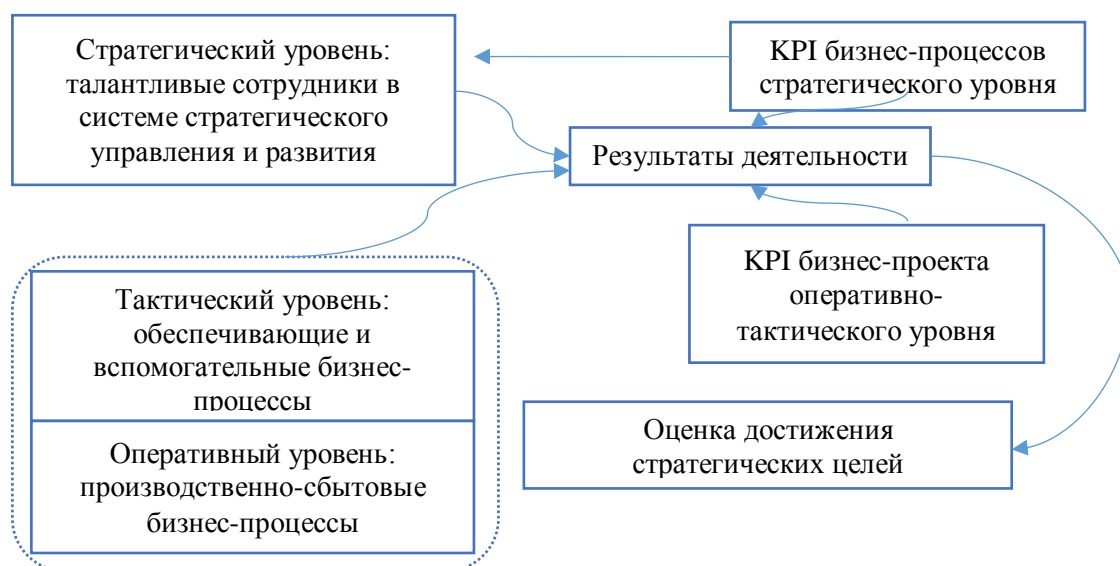 Стратегический уровень:
талантливые сотрудники в
системе стратегического
управления и развития
KPI бизнес-процессов
стратегического уровня
Результаты деятельности
KPI бизнес-проекта
оперативно-
тактического уровня
Тактический уровень:
обеспечивающие и
вспомогательные бизнес-
процессы
Оперативный уровень:
производственно-сбытовые
бизнес-процессы
Оценка достижения
стратегических целей